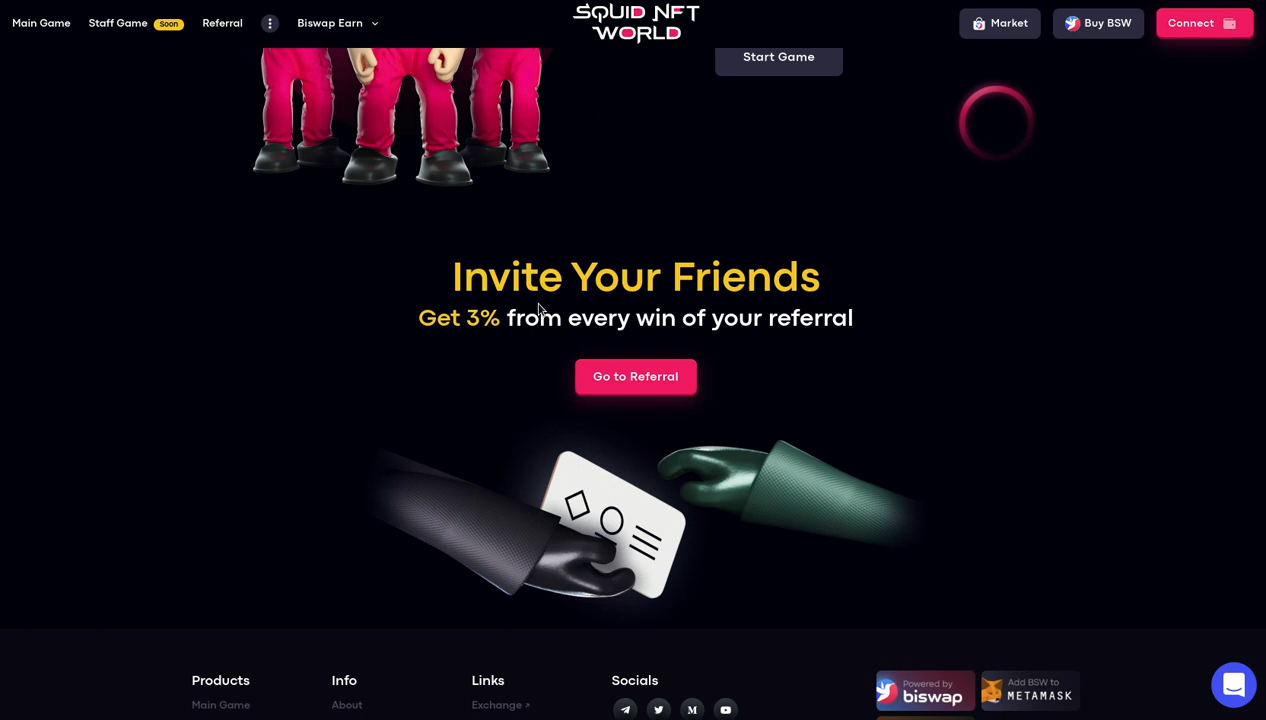 Main Game
Staff Game Soon
Referral
Biswap Earn
SQUID NFT
WORLD
Market
Buy BSW
Connect
Start Game
Invite Your Friends
Get 3% from every win of your referral
Go to Referral
Products
Info
Links
Socials
Powered by
biswap
Add BSW to
METAMASK
Main Game
About
Exchange